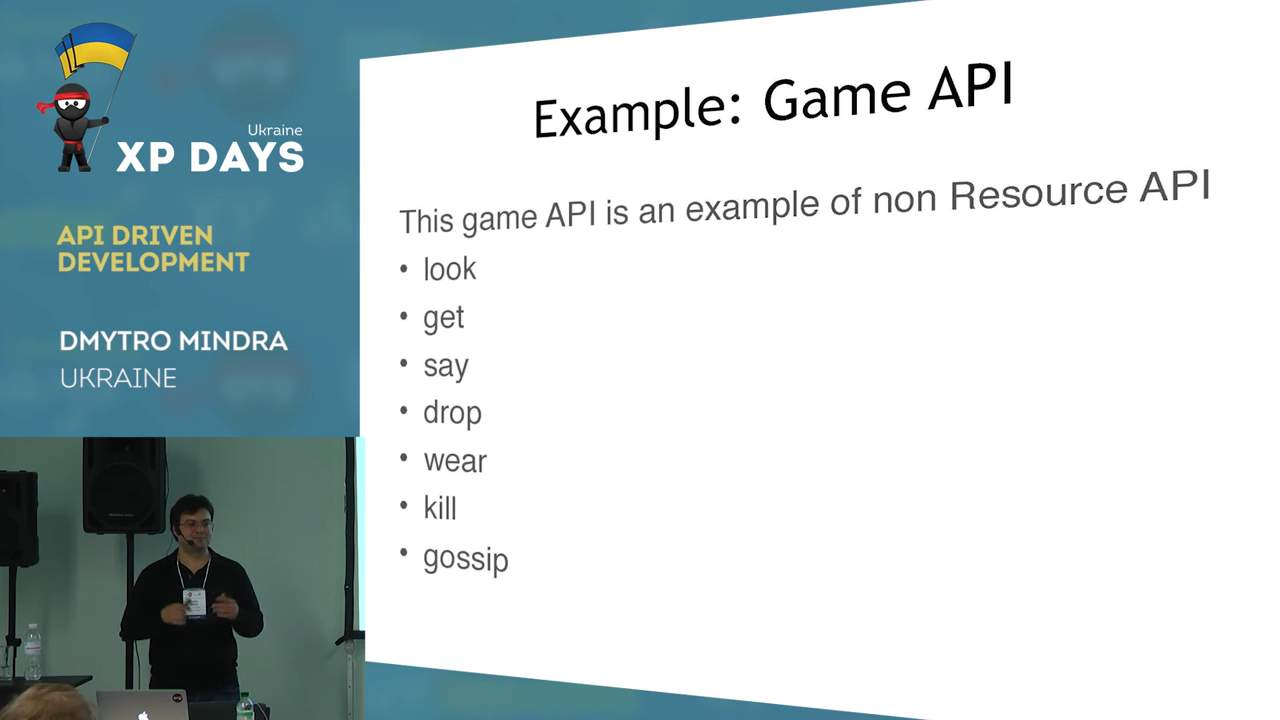 Ukraine
XP DAYS
API DRIVEN
DEVELOPMENT
DMYTRO MINDRA
UKRAINE
Example: Game API
This game API is an example of non Resource API
• look
• get
• say
• drop
• wear
• kill
• gossip